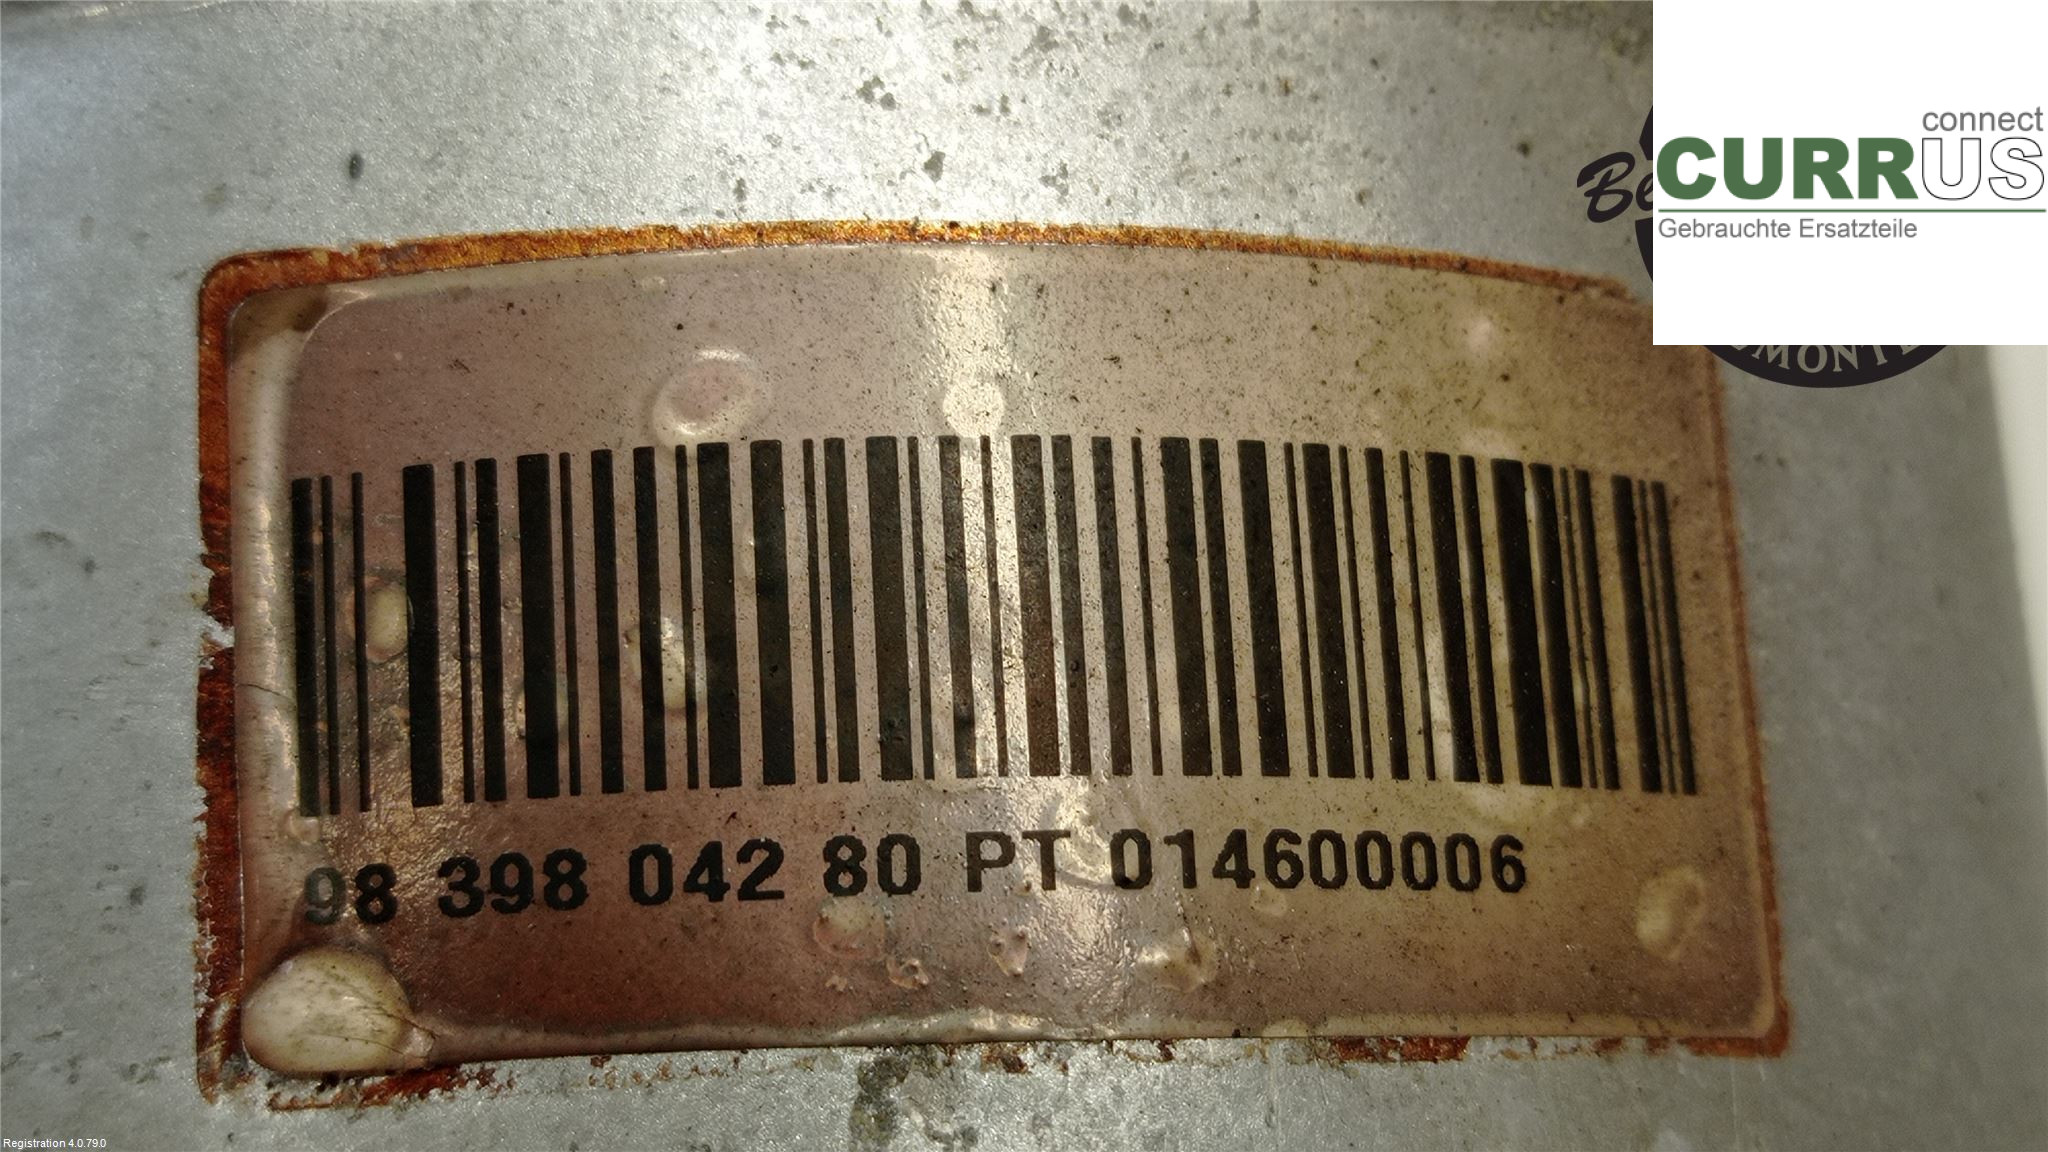 connect
CURRUS
Gebrauchte Ersatzteile
98 398 042 80 PT 014600006
Registration 4.0.79.0